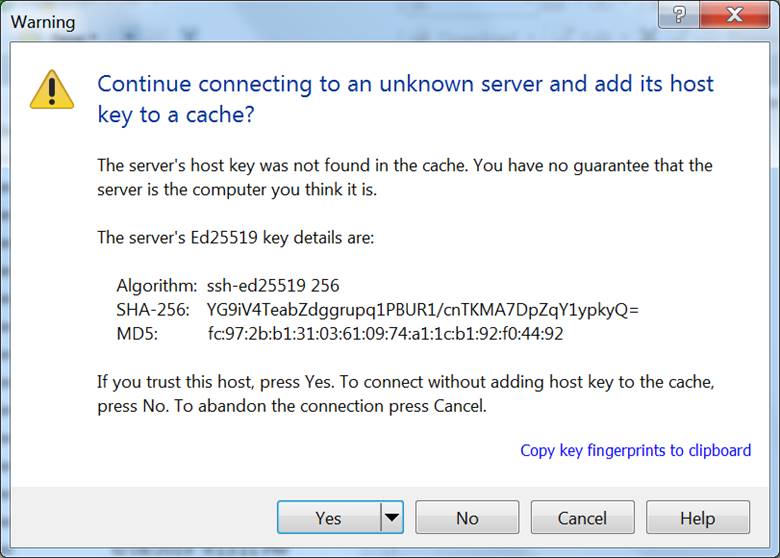 Warning
Continue connecting to an unknown server and add its host
key to a cache?
The server's host key was not found in the cache. You have no guarantee that the
server is the computer you think it is.
The server's Ed25519 key details are:
Algorithm: ssh-ed25519 256
SHA-256: YG9iV4TeabZdggrupq1PBUR1/cnTKMA7DpZqY1ypkyQ=
MD5: fc:97:2b:b1:31:03:61:09:74:a1:1c:b1:92:f0:44:92
If you trust this host, press Yes. To connect without adding host key to the cache,
press No. To abandon the connection press Cancel.
Copy key fingerprints to clipboard
Yes
No
Cancel
Help